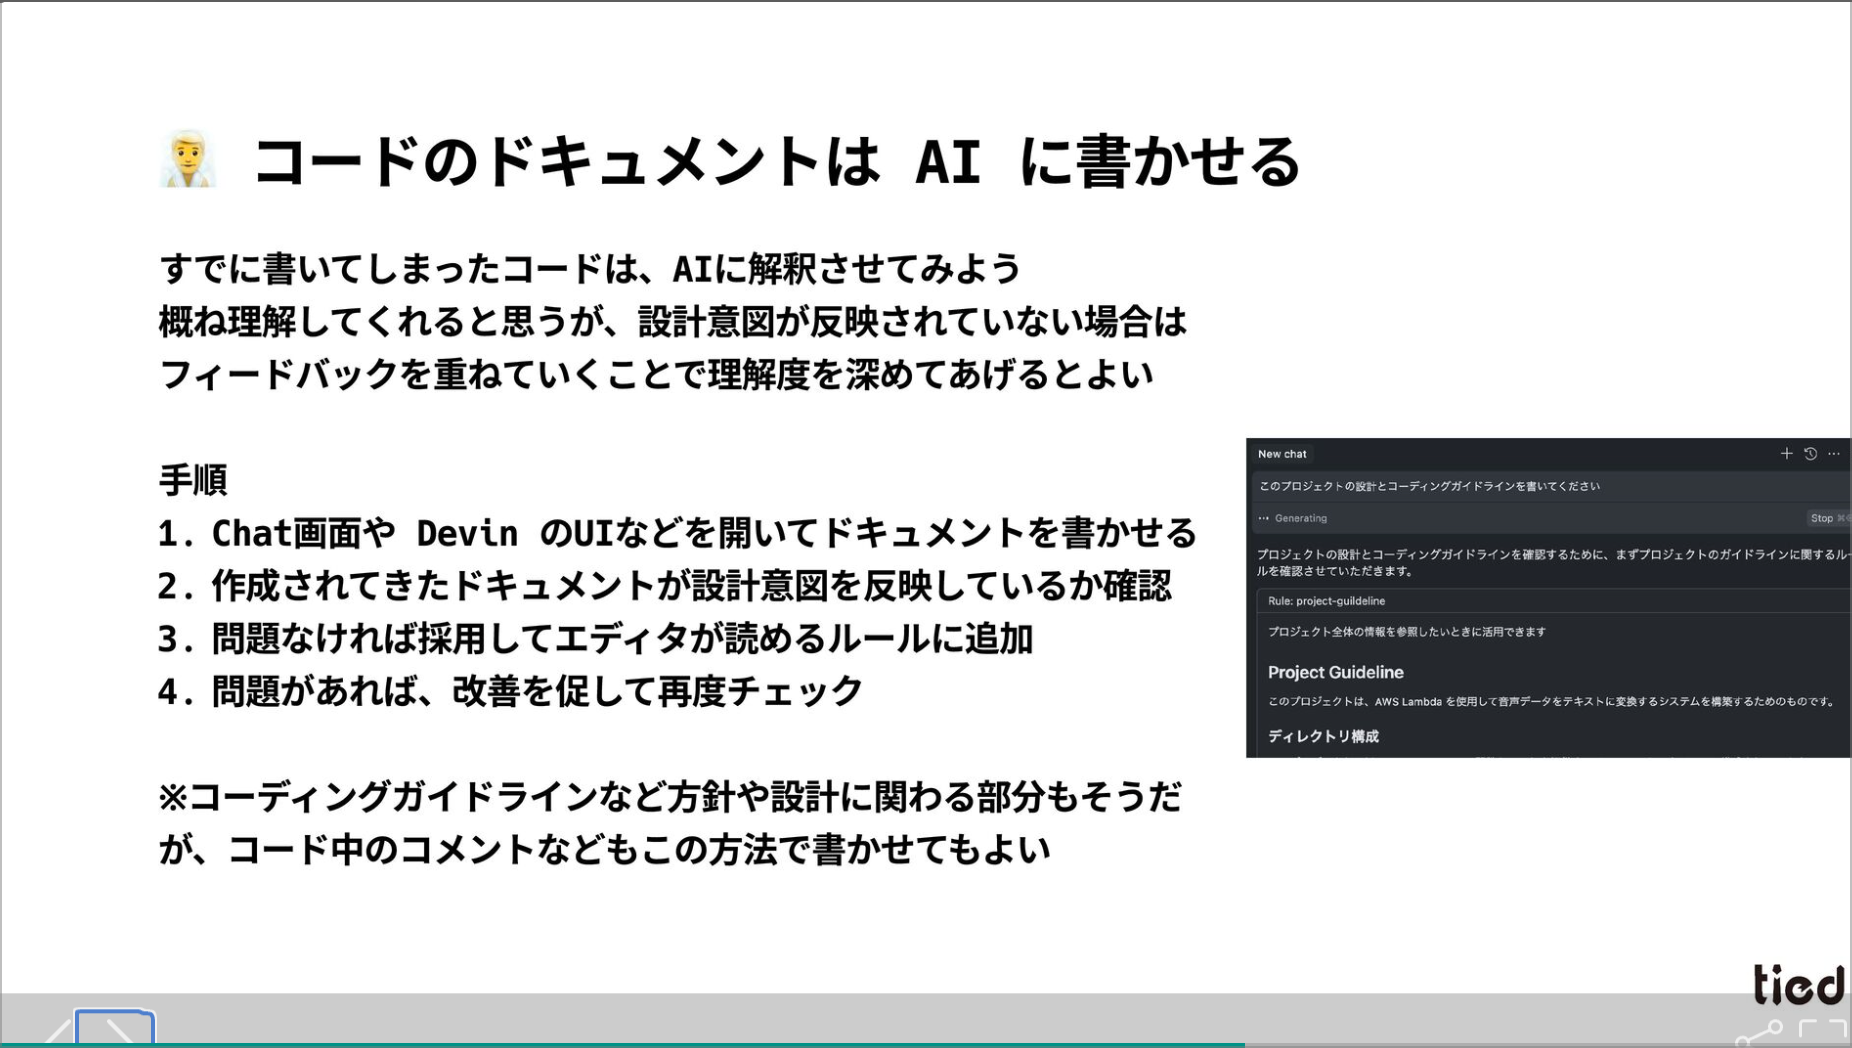 コードのドキュメントは AI に書かせる
すでに書いてしまったコードは、AIに解釈させてみよう
概ね理解してくれると思うが、設計意図が反映されていない場合は
フィードバックを重ねていくことで理解度を深めてあげるとよい
手順
1. Chat画面や Devin のUIなどを開いてドキュメントを書かせる
2. 作成されてきたドキュメントが設計意図を反映しているか確認
3. 問題なければ採用してエディタが読めるルールに追加
4. 問題があれば、改善を促して再度チェック
※コーディングガイドラインなど方針や設計に関わる部分もそうだ
が、コード中のコメントなどもこの方法で書かせてもよい
New chat
このプロジェクトの設計とコーディングガイドラインを書いてください
Generating
Stop
プロジェクトの設計とコーディングガイドラインを確認するために、まずプロジェクトのガイドラインに関するルー
ルを確認させていただきます。
Rule: project-guildeline
プロジェクト全体の情報を参照したいときに活用できます
Project Guideline
このプロジェクトは、AWS Lambda を使用して音声データをテキストに変換するシステムを構築するためのものです。
ディレクトリ構成
tied